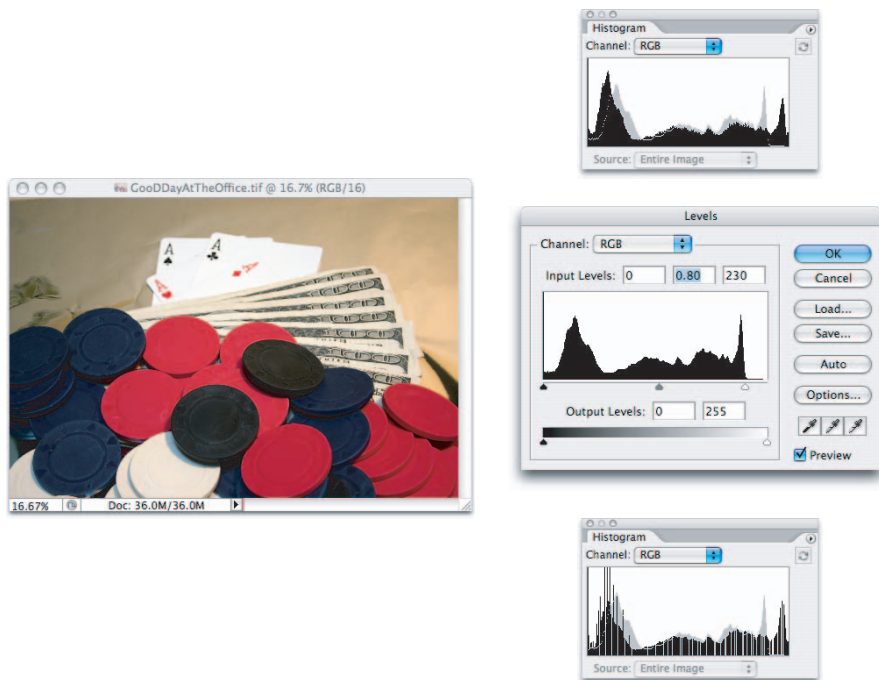 Histogram
Channel: RGB
Source: Entire Image
GooDDayAtTheOffice.tif @ 16.7% (RGB/16)
A
A
A
16.67%
Doc: 36.0M/36.0M
Levels
Channel: RGB
Input Levels: 0 0.80 230
Output Levels: 0 255
OK
Cancel
Load...
Save...
Auto
Options...
Preview
Histogram
Channel: RGB
Source: Entire Image